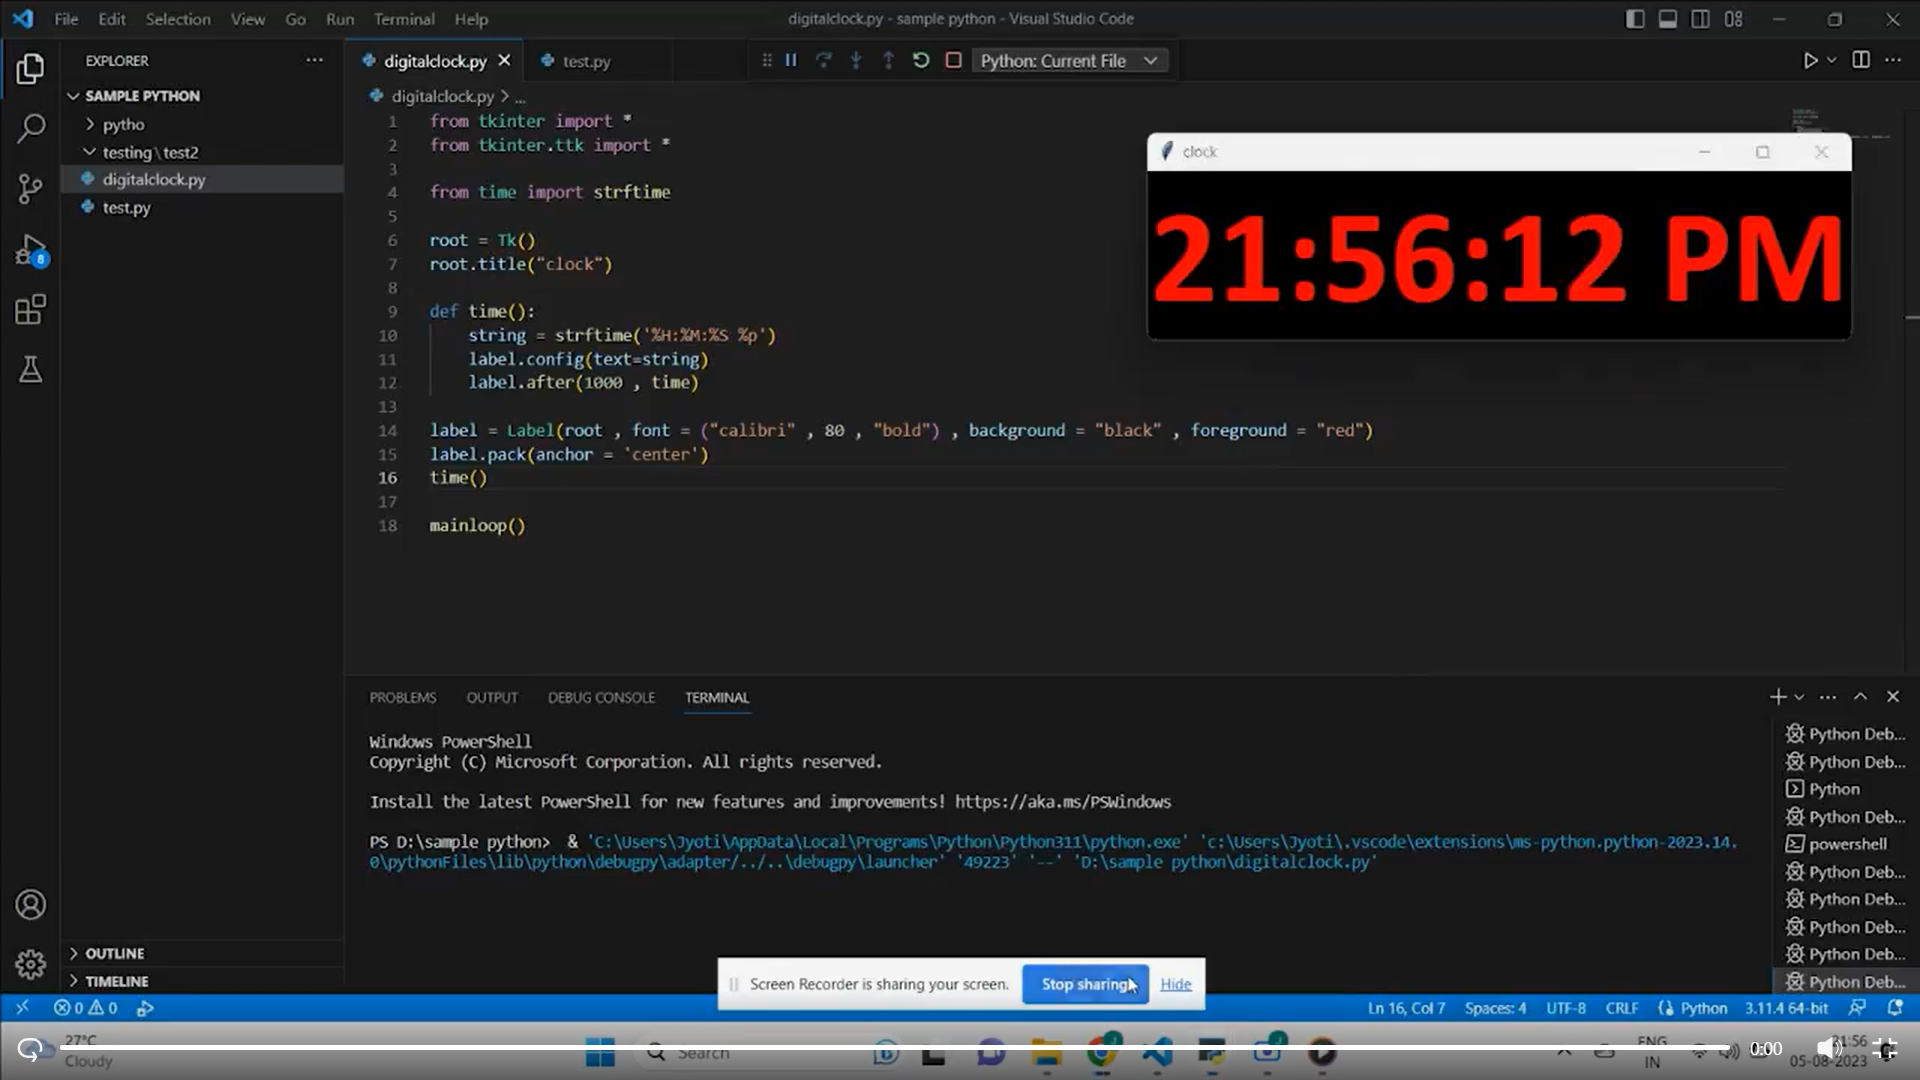 File Edit Selection View Go Run Terminal Help
digitalclock.py - sample python - Visual Studio Code
EXPLORER
SAMPLE PYTHON
pytho
testing\test2
digitalclock.py
test.py
OUTLINE
TIMELINE
digitalclock.py
test.py
Python: Current File
digitalclock.py > ...
1 from tkinter import *
2 from tkinter.ttk import *
3
4 from time import strftime
5
6 root = Tk()
7 root.title("clock")
8
9 def time():
10 string = strftime('%H:%M:%S %p')
11 label.config(text=string)
12 label.after(1000 , time)
13
14 label = Label(root , font = ("calibri" , 80 , "bold") , background = "black" , foreground = "red")
15 label.pack(anchor = 'center')
16 time()
17
18 mainloop()
clock
21:56:12 PM
PROBLEMS OUTPUT DEBUG CONSOLE TERMINAL
Windows PowerShell
Copyright (C) Microsoft Corporation. All rights reserved.
Install the latest PowerShell for new features and improvements! https://aka.ms/PSWindows
PS D:\sample python> & 'C:\Users\Jyoti\AppData\Local\Programs\Python\Python311\python.exe' 'c:\Users\Jyoti\.vscode\extensions\ms-python.python-2023.14.
0\pythonFiles\lib\python\debugpy\adapter/../..\debugpy\launcher' '49223' '--' 'D:\sample python\digitalclock.py'
Python Deb...
Python Deb...
Python
Python Deb...
powershell
Python Deb...
Python Deb...
Python Deb...
Python Deb...
Python Deb...
8
Screen Recorder is sharing your screen. Stop sharing Hide
0 0
Ln 16, Col 7 Spaces: 4 UTF-8 CRLF Python 3.11.4 64-bit
27°C
Cloudy
Search
ENG
IN
0:00
21:56
05-08-2023